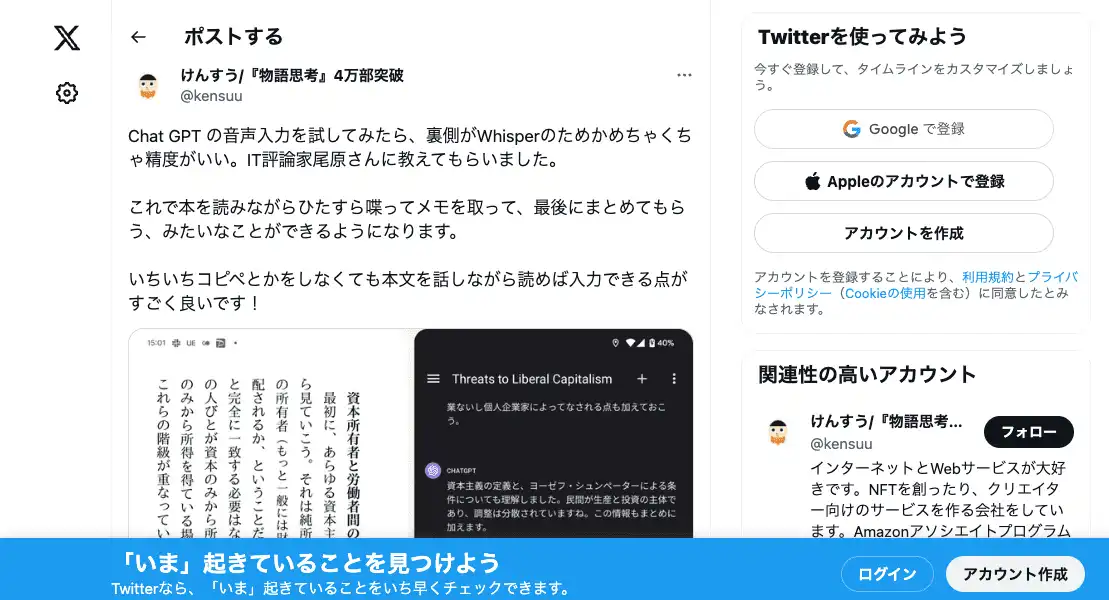 ポストする
けんすう/『物語思考』4万部突破
@kensuu
Chat GPT の音声入力を試してみたら、裏側がWhisperのためかめちゃくち
ゃ精度がいい。IT評論家尾原さんに教えてもらいました。
これで本を読みながらひたすら喋ってメモを取って、最後にまとめてもら
う、みたいなことができるようになります。
いちいちコピペとかをしなくても本文を話しながら読めば入力できる点が
すごく良いです！
15:01
UE
資本所有者と労働者間の
最初に、あらゆる資本主
ら見ていこう。それは純所
の所有者（もっと一般には財
配されるか、ということだ
と完全に一致する必要はな
の人びとが資本のみから所
のみから所得を得ている場
これらの階級が重なってい
40%
Threats to Liberal Capitalism
業ないし個人企業家によってなされる点も加えておこ
う。
CHATGPT
資本主義の定義と、ヨーゼフ・シュンペーターによる条
件についても理解しました。民間が生産と投資の主体で
あり、調整は分散されていますね。この情報もまとめに
加えます。
Twitterを使ってみよう
今すぐ登録して、タイムラインをカスタマイズしましょ
う。
Google で登録
Appleのアカウントで登録
アカウントを作成
アカウントを登録することにより、利用規約とプライバ
シーポリシー（Cookieの使用を含む）に同意したとみ
なされます。
関連性の高いアカウント
けんすう/『物語思考...
@kensuu
フォロー
インターネットとWebサービスが大好
きです。NFTを創ったり、クリエイタ
ー向けのサービスを作る会社をしてい
ます。Amazonアソシエイトプログラム
「いま」起きていることを見つけよう
Twitterなら、「いま」起きていることをいち早くチェックできます。
ログイン
アカウント作成